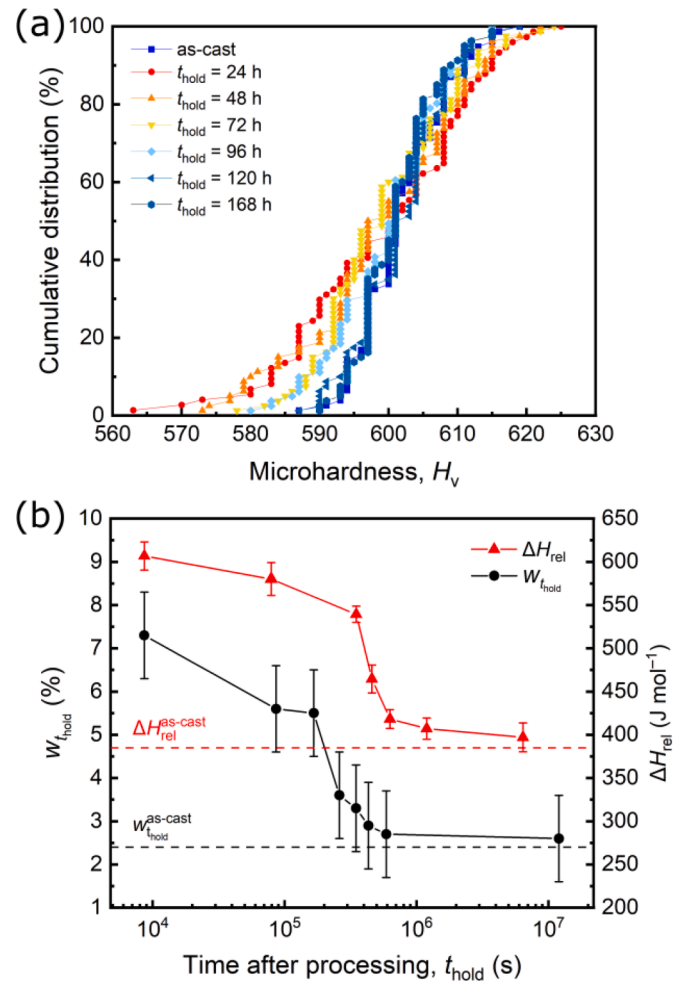 (a)
100
80
60
40
20
0
Cumulative distribution (%)
as-cast
t_hold = 24 h
t_hold = 48 h
t_hold = 72 h
t_hold = 96 h
t_hold = 120 h
t_hold = 168 h
560 570 580 590 600 610 620 630
Microhardness, H_v
(b)
10
9
8
7
6
5
4
3
2
1
w_t_hold (%)
ΔH_rel
w_t_hold
ΔH_rel^as-cast
w_t_hold^as-cast
650
600
550
500
450
400
350
300
250
200
ΔH_rel (J mol⁻¹)
10⁴ 10⁵ 10⁶ 10⁷
Time after processing, t_hold (s)